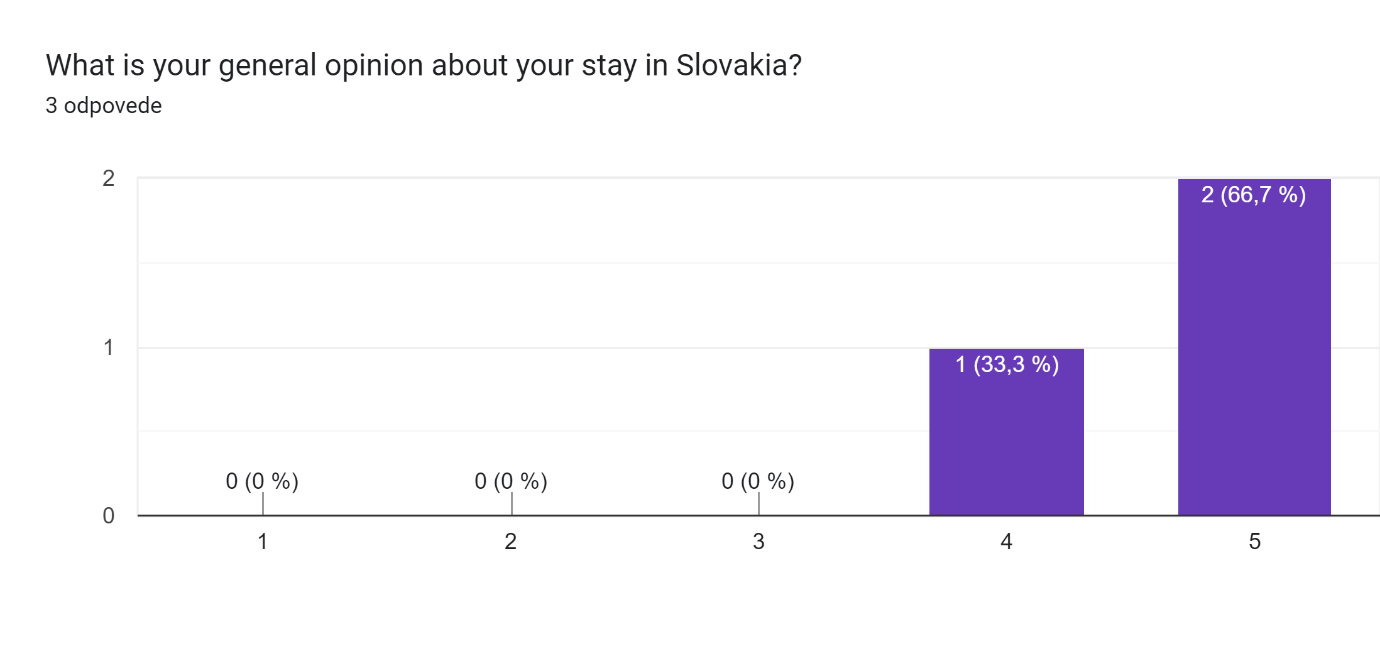 What is your general opinion about your stay in Slovakia?
3 odpovede
2
2 (66,7 %)
1
1 (33,3 %)
0 (0 %) 0 (0 %) 0 (0 %)
0
1 2 3 4 5